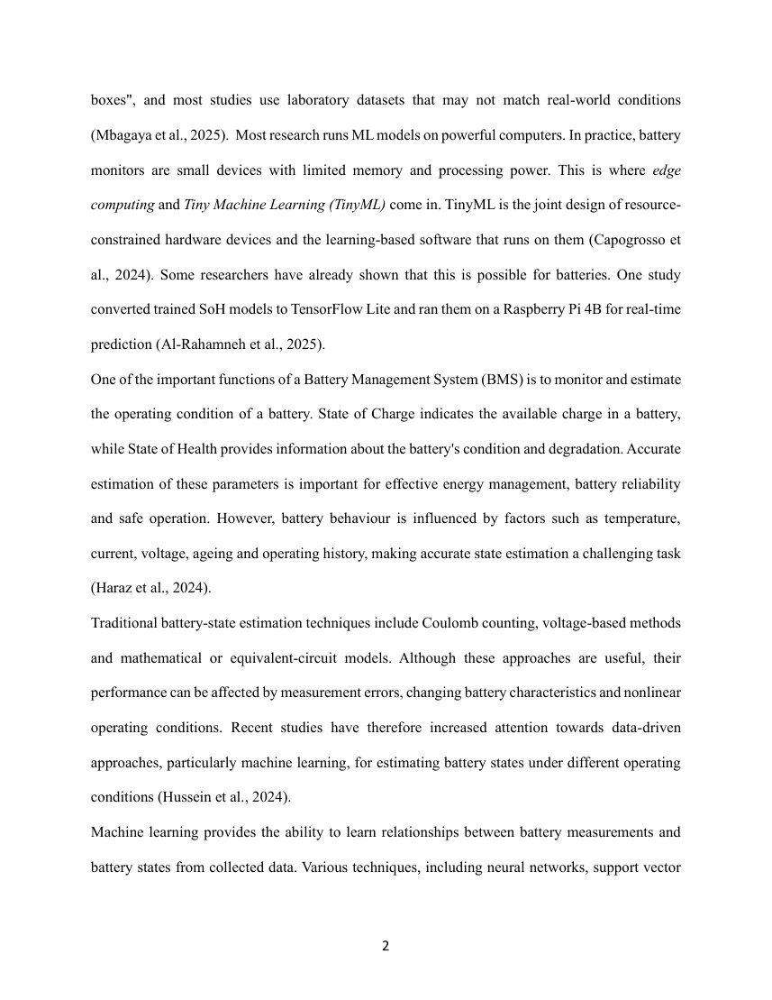 boxes", and most studies use laboratory datasets that may not match real-world conditions
(Mbagaya et al., 2025).  Most research runs ML models on powerful computers. In practice, battery
monitors are small devices with limited memory and processing power. This is where edge
computing and Tiny Machine Learning (TinyML) come in. TinyML is the joint design of resource-
constrained hardware devices and the learning-based software that runs on them (Capogrosso et
al., 2024). Some researchers have already shown that this is possible for batteries. One study
converted trained SoH models to TensorFlow Lite and ran them on a Raspberry Pi 4B for real-time
prediction (Al-Rahamneh et al., 2025).
One of the important functions of a Battery Management System (BMS) is to monitor and estimate
the operating condition of a battery. State of Charge indicates the available charge in a battery,
while State of Health provides information about the battery's condition and degradation. Accurate
estimation of these parameters is important for effective energy management, battery reliability
and safe operation. However, battery behaviour is influenced by factors such as temperature,
current, voltage, ageing and operating history, making accurate state estimation a challenging task
(Haraz et al., 2024).
Traditional battery-state estimation techniques include Coulomb counting, voltage-based methods
and mathematical or equivalent-circuit models. Although these approaches are useful, their
performance can be affected by measurement errors, changing battery characteristics and nonlinear
operating conditions. Recent studies have therefore increased attention towards data-driven
approaches, particularly machine learning, for estimating battery states under different operating
conditions (Hussein et al., 2024).
Machine learning provides the ability to learn relationships between battery measurements and
battery states from collected data. Various techniques, including neural networks, support vector
2